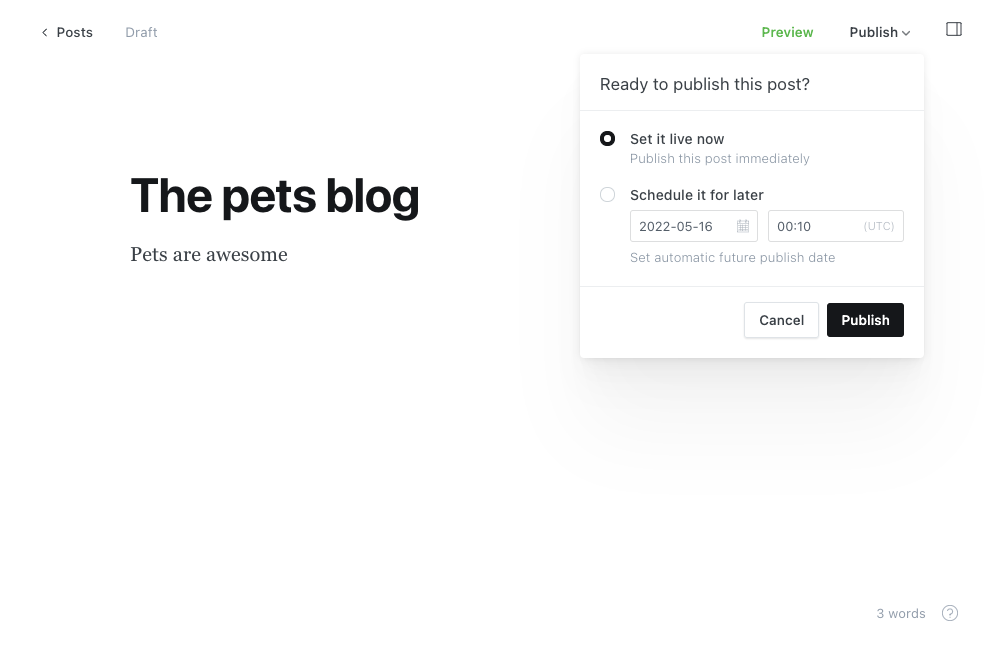 Posts
Draft
Preview
Publish
Ready to publish this post?
Set it live now
Publish this post immediately
Schedule it for later
2022-05-16
00:10
(UTC)
Set automatic future publish date
Cancel
Publish
The pets blog
Pets are awesome
3 words
?